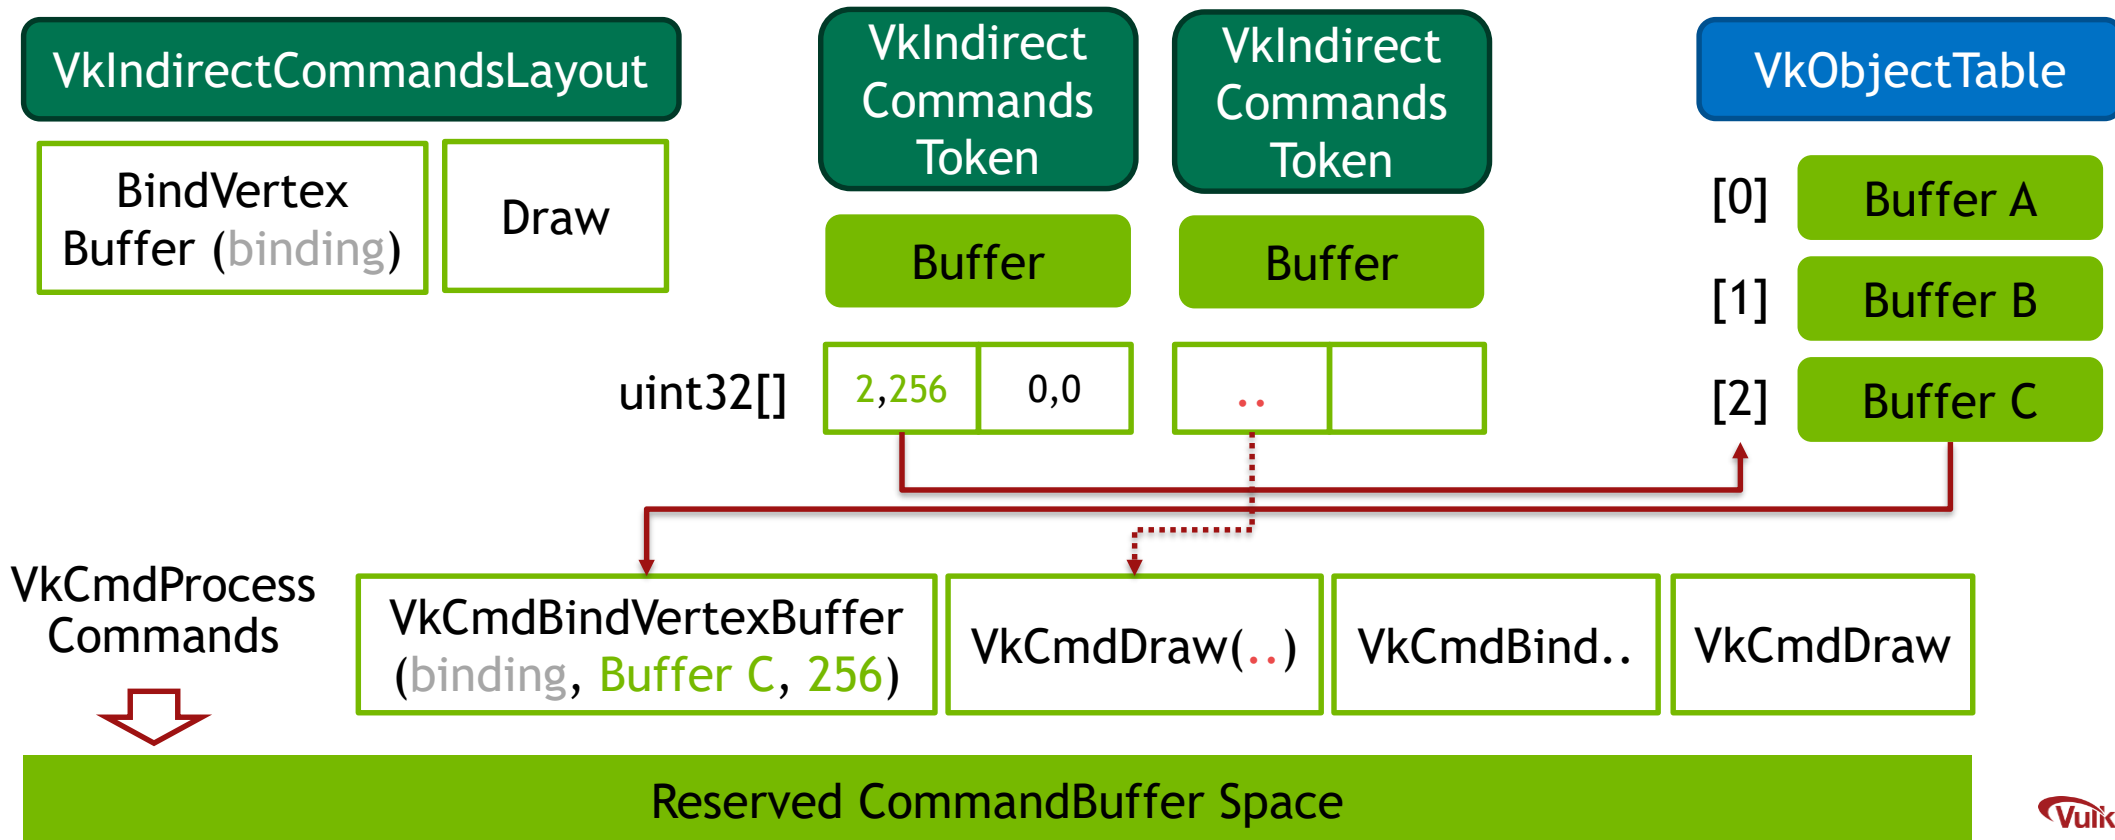 VkIndirectCommandsLayout
BindVertex
Buffer (binding)
Draw
VkIndirect
Commands
Token
VkIndirect
Commands
Token
Buffer
Buffer
uint32[]
2,256
0,0
..
VkObjectTable
[0]
Buffer A
[1]
Buffer B
[2]
Buffer C
VkCmdProcess
Commands
VkCmdBindVertexBuffer
(binding, Buffer C, 256)
VkCmdDraw(..)
VkCmdBind..
VkCmdDraw
Reserved CommandBuffer Space